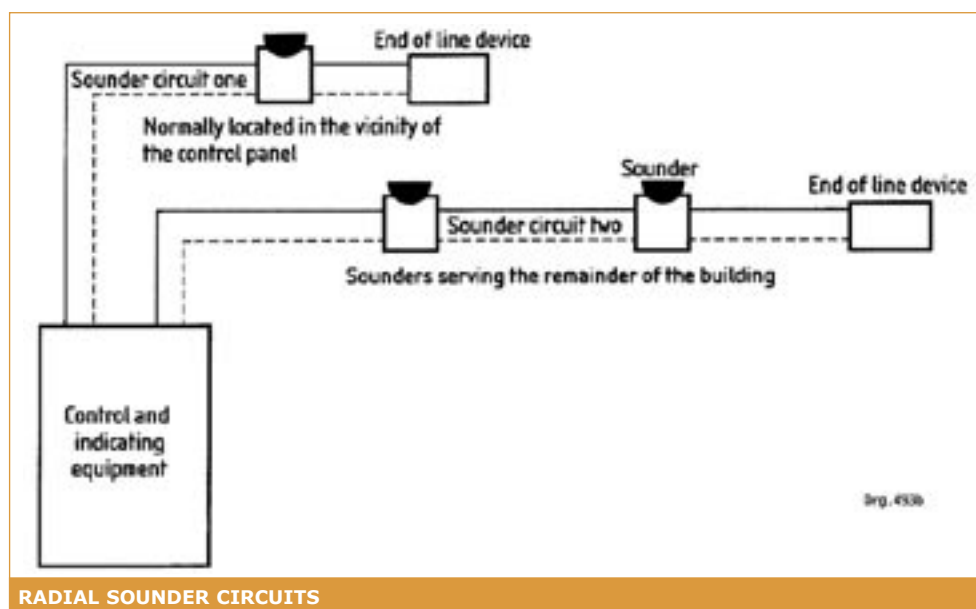 End of line device
Sounder circuit one
Normally located in the vicinity of
the control panel
Sounder
End of line device
Sounder circuit two
Sounders serving the remainder of the building
Control and
indicating
equipment
Drg.493b
RADIAL SOUNDER CIRCUITS